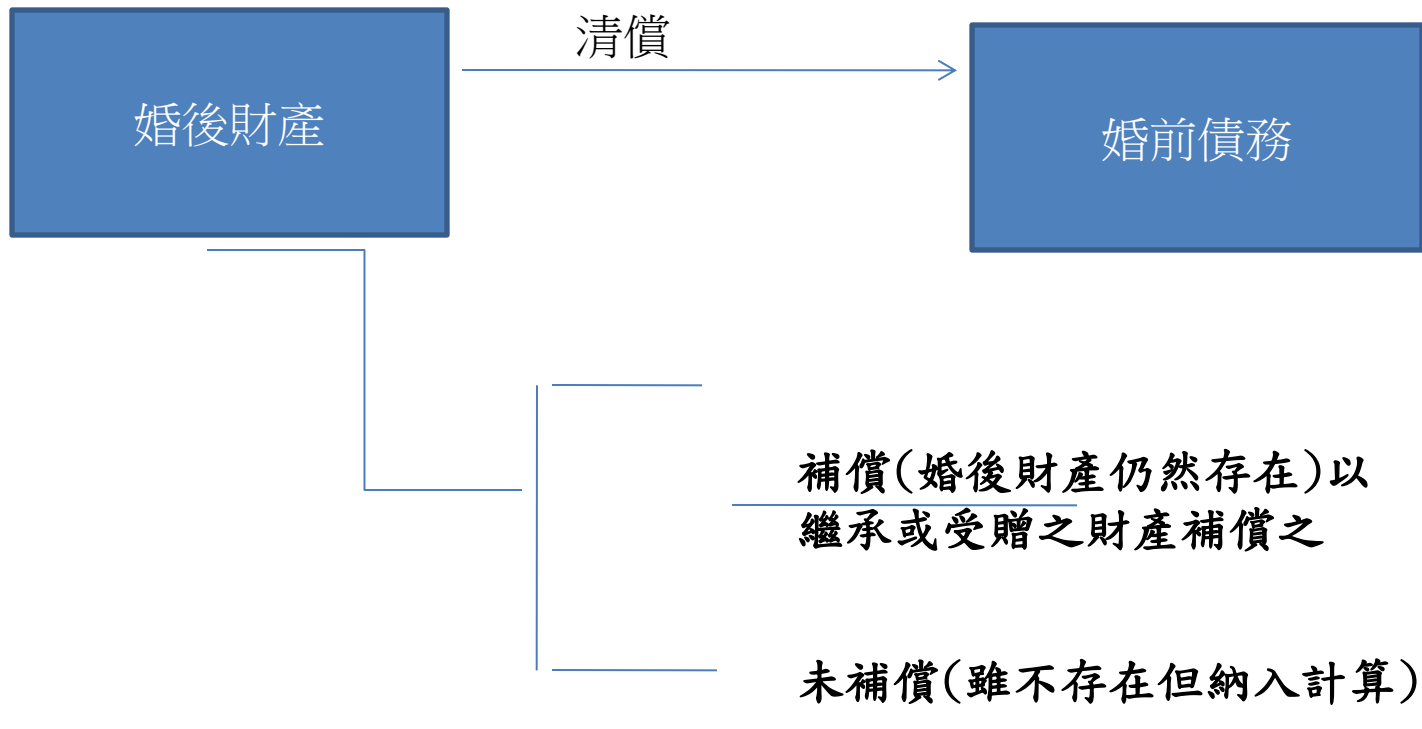 清償
婚後財產
婚前債務
補償(婚後財產仍然存在)以
繼承或受贈之財產補償之
未補償(雖不存在但納入計算)